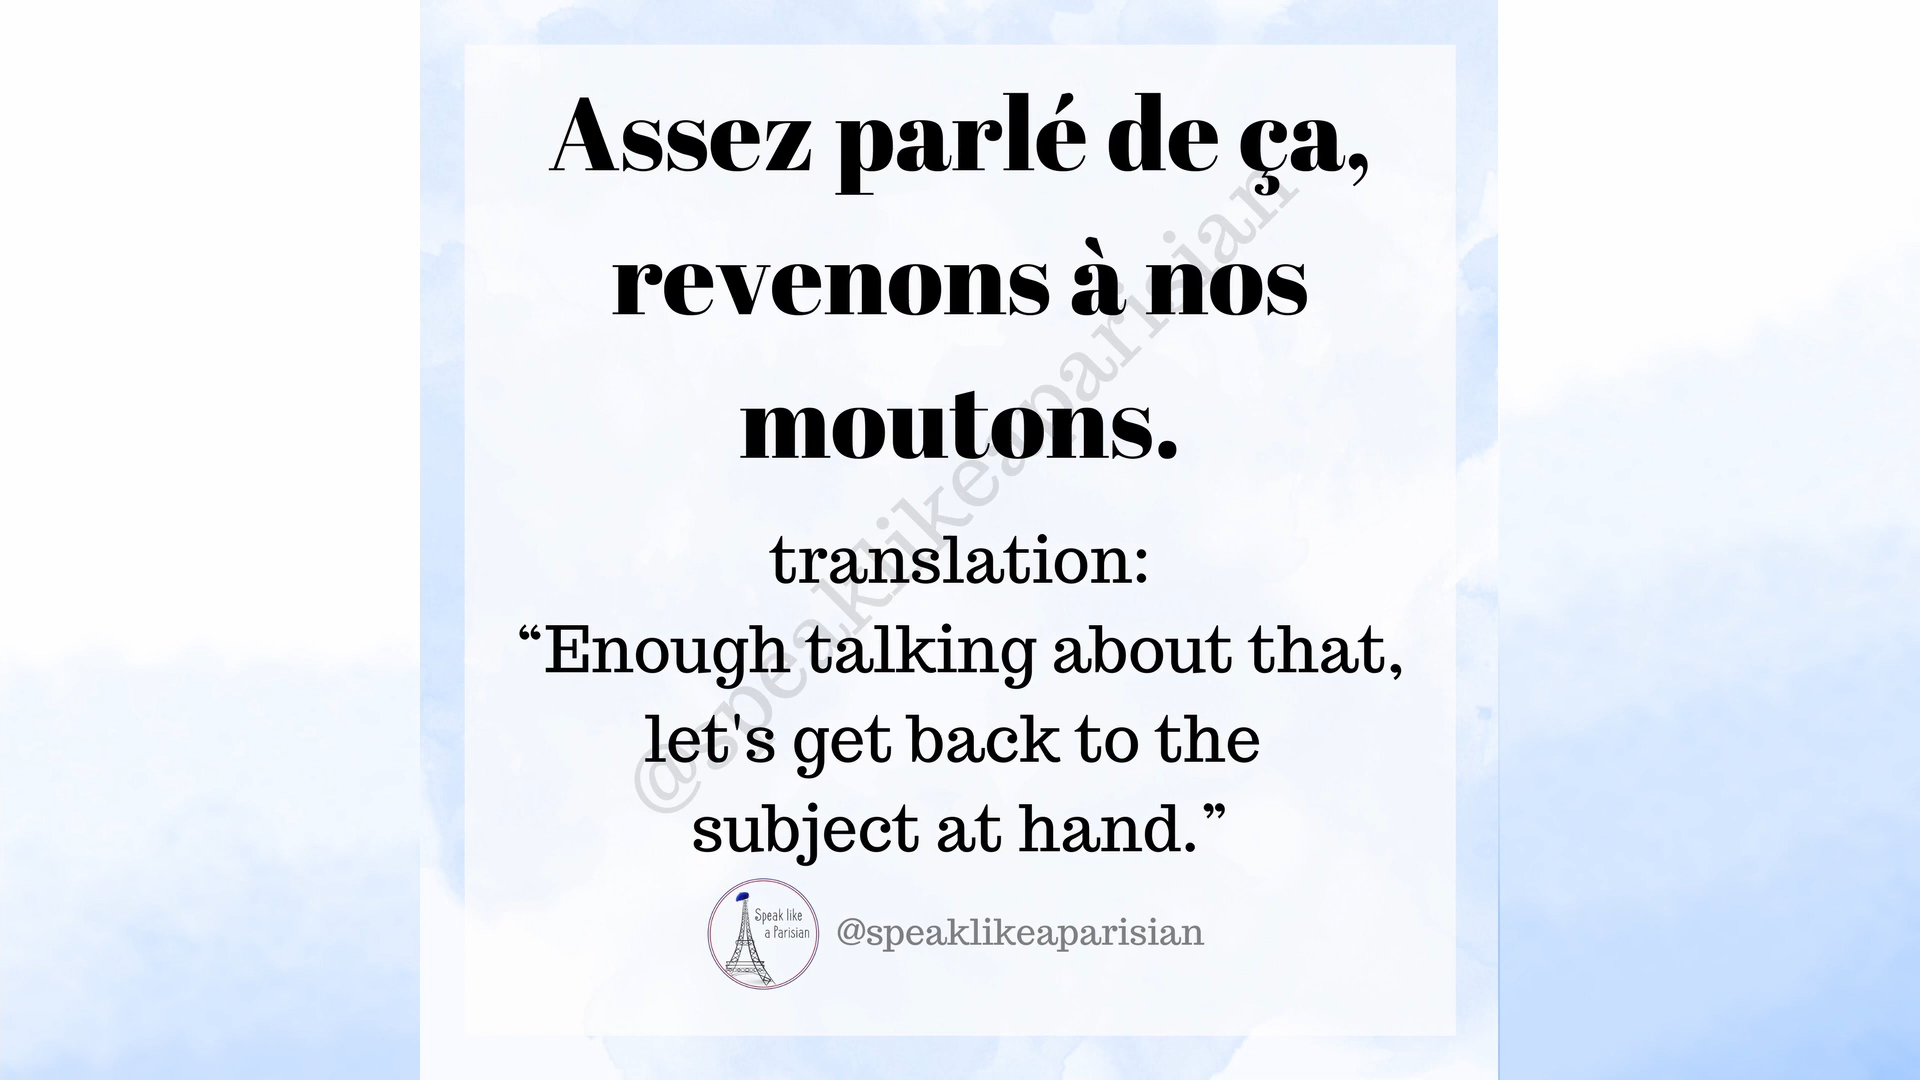 Assez parlé de ça,
revenons à nos
moutons.
translation:
“Enough talking about that,
let's get back to the
subject at hand.”
Speak like
a Parisian
@speaklikeaparisian
@speaklikeaparisian